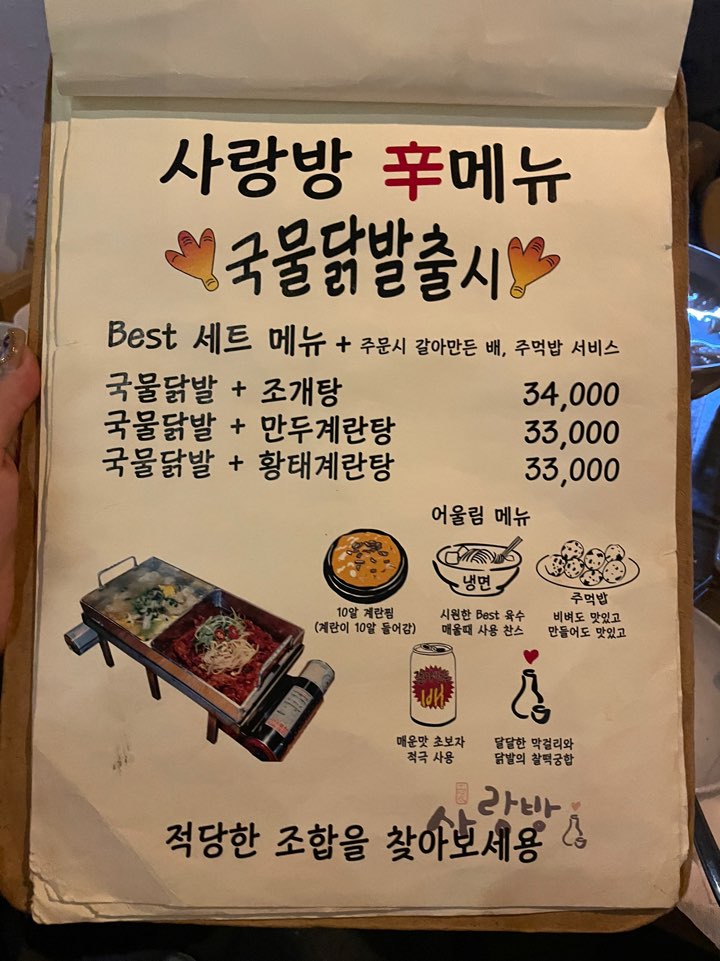 사랑방 辛메뉴
국물닭발출시
Best 세트 메뉴 + 주문시 갈아만든 배, 주먹밥 서비스
국물닭발 + 조개탕 34,000
국물닭발 + 만두계란탕 33,000
국물닭발 + 황태계란탕 33,000
어울림 메뉴
냉면
10알 계란찜
(계란이 10알 들어감)
시원한 Best 육수
매울때 사용 찬스
주먹밥
비벼도 맛있고
만들어도 맛있고
배
매운맛 초보자
적극 사용
달달한 막걸리와
닭발의 찰떡궁합
사랑방
적당한 조합을 찾아보세용